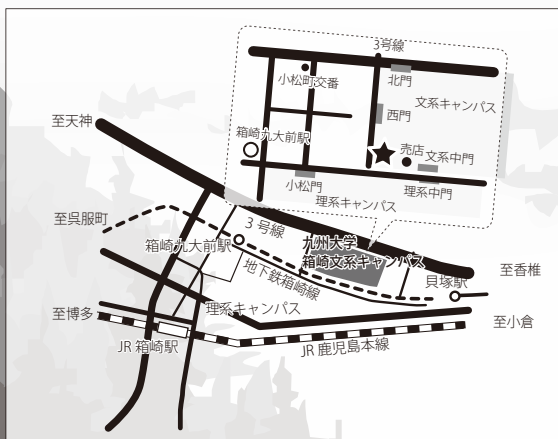 3号線
小松町交番
北門
文系キャンパス
西門
箱崎九大前駅
売店
文系中門
小松門
理系中門
理系キャンパス
至天神
至呉服町
3号線
箱崎九大前駅
九州大学
箱崎文系キャンパス
地下鉄箱崎線
貝塚駅
至香椎
至博多
理系キャンパス
至小倉
JR 箱崎駅
JR 鹿児島本線